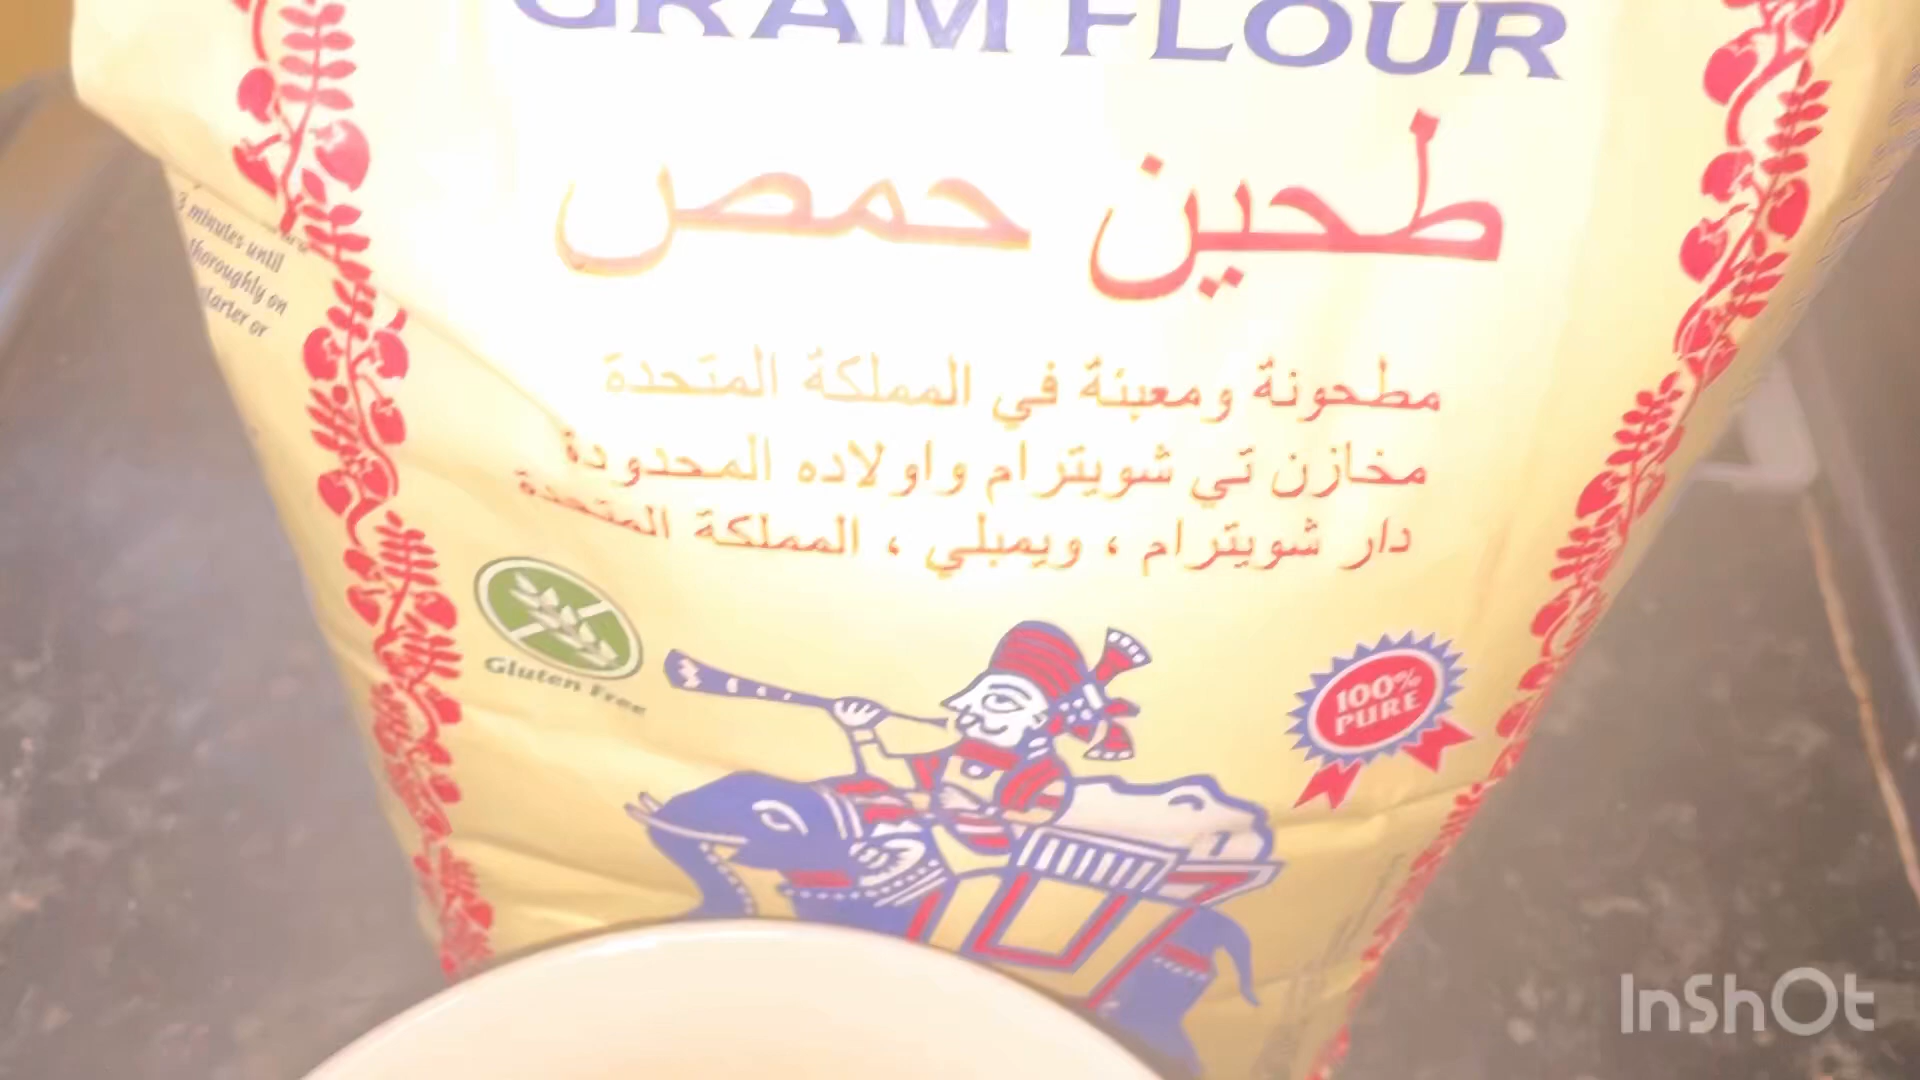 GRAM FLOUR
طحين حمص
مطحونة ومعبئة في المملكة المتحدة
مخازن تي شويترام واولاده المحدودة
دار شويترام ، ويمبلي ، المملكة المتحدة
3 minutes until
thoroughly on
starter or
Gluten Free
100%
PURE
InShOt